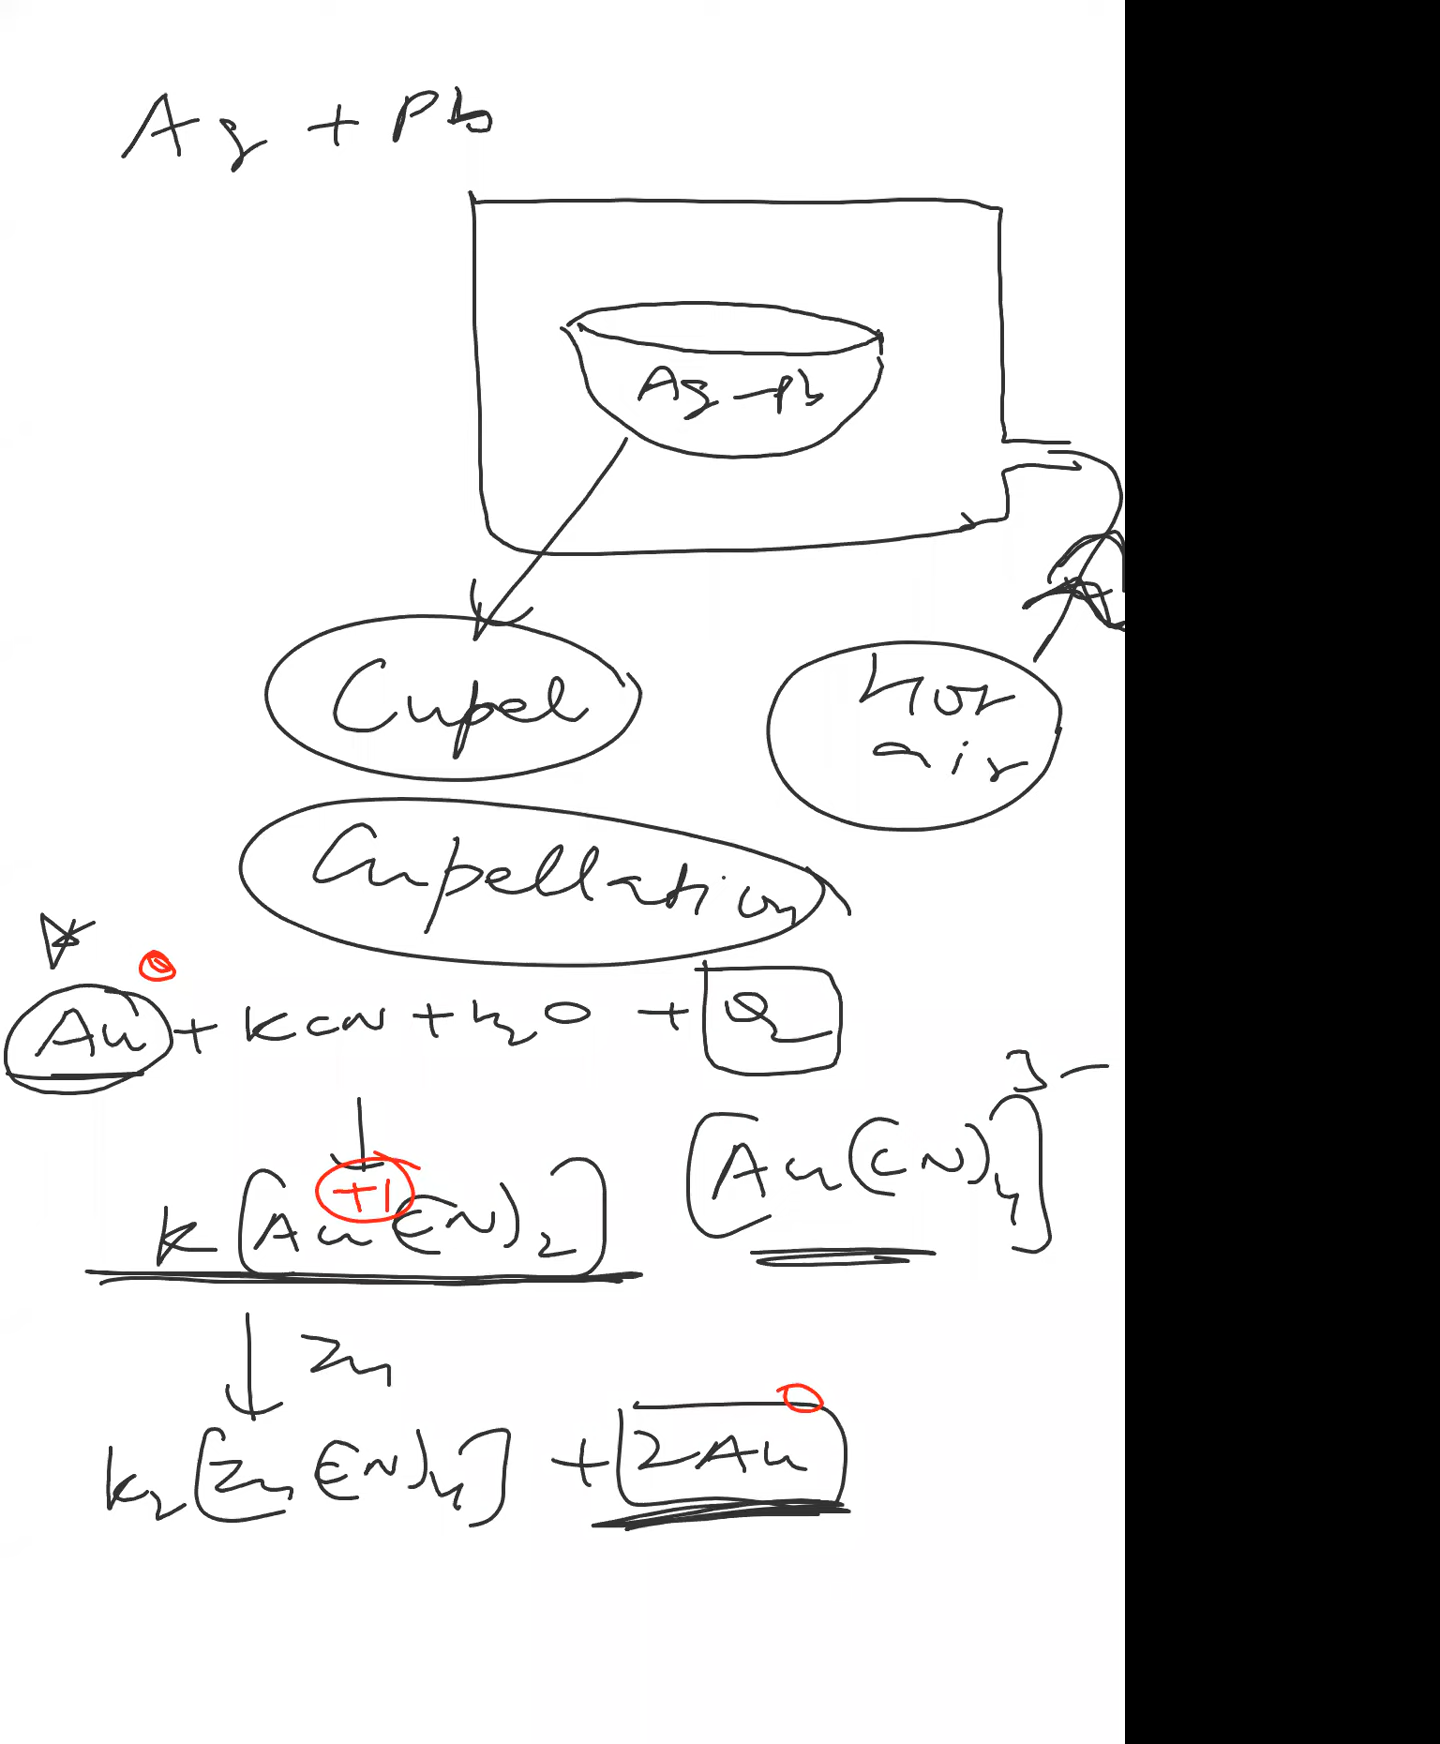 Ag + Pb
Ag-Pb
Cupel
Hot
air
Cupellation
Au + KCN + H2O + O2
[Au(CN)4]3-
+1
K[Au(CN)2]
Zn
K2[Zn(CN)4] + 2Au